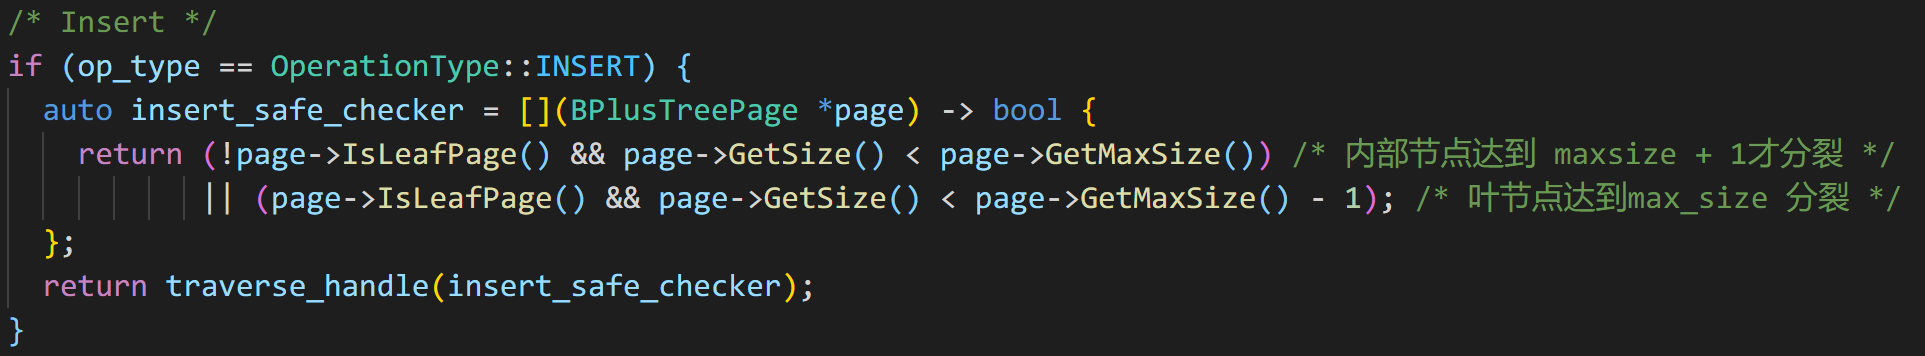 /* Insert */
if (op_type == OperationType::INSERT) {
  auto insert_safe_checker = [](BPlusTreePage *page) -> bool {
    return (!page->IsLeafPage() && page->GetSize() < page->GetMaxSize()) /* 内部节点达到 maxsize + 1才分裂 */
           || (page->IsLeafPage() && page->GetSize() < page->GetMaxSize() - 1); /* 叶节点达到max_size 分裂 */
  };
  return traverse_handle(insert_safe_checker);
}